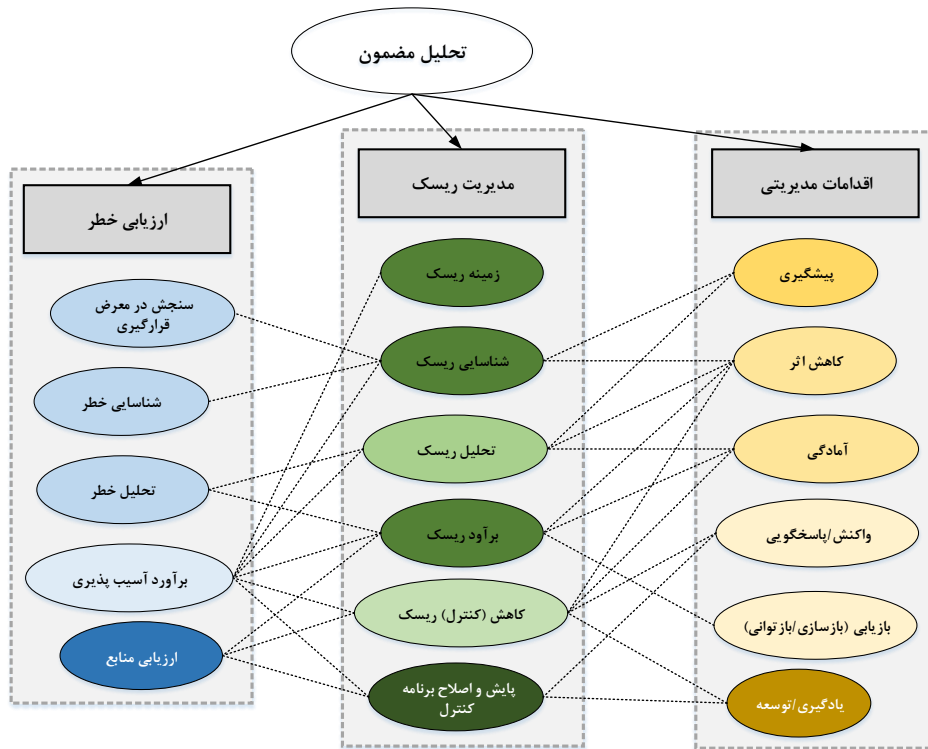 تحلیل مضمون
اقدامات مدیریتی
پیشگیری
کاهش اثر
آمادگی
واکنش/پاسخگویی
بازیابی (بازسازی/بازتوانی)
یادگیری/توسعه
مدیریت ریسک
زمینه ریسک
شناسایی ریسک
تحلیل ریسک
برآود ریسک
کاهش (کنترل) ریسک
پایش و اصلاح برنامه
کنترل
ارزیابی خطر
سنجش در معرض
قرارگیری
شناسایی خطر
تحلیل خطر
برآورد آسیب پذیری
ارزیابی منابع